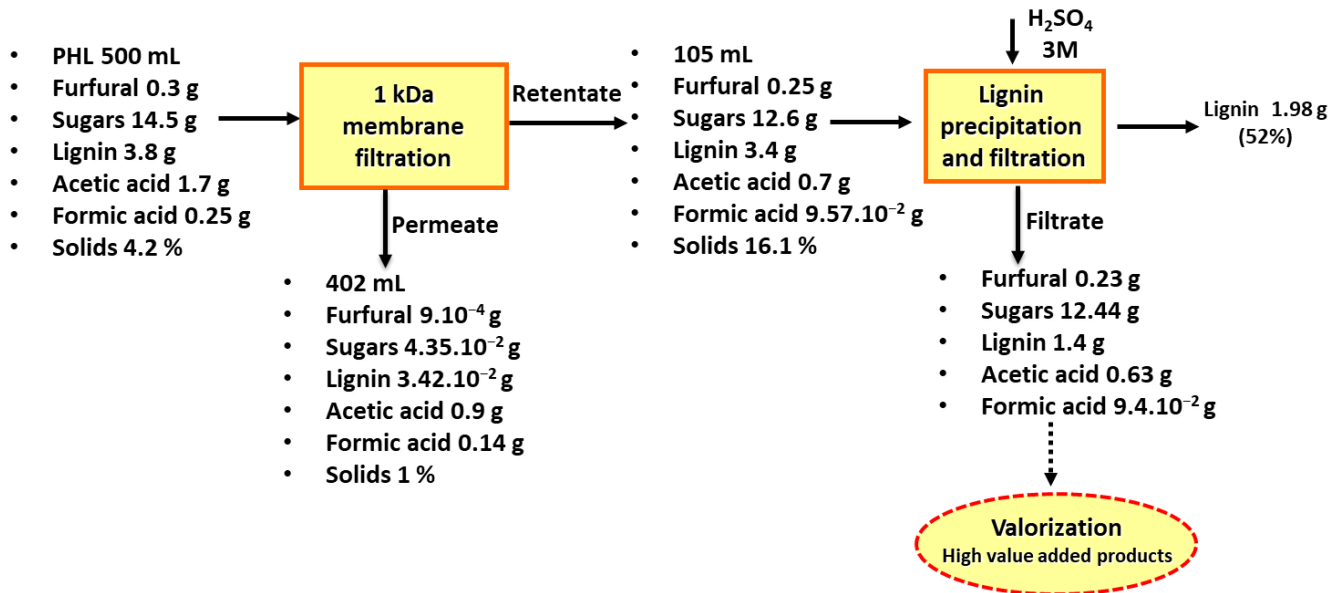 • PHL 500 mL
• Furfural 0.3 g
• Sugars 14.5 g
• Lignin 3.8 g
• Acetic acid 1.7 g
• Formic acid 0.25 g
• Solids 4.2 %
1 kDa
membrane
filtration
Retentate
Permeate
• 402 mL
• Furfural 9.10⁻⁴ g
• Sugars 4.35.10⁻² g
• Lignin 3.42.10⁻² g
• Acetic acid 0.9 g
• Formic acid 0.14 g
• Solids 1 %
• 105 mL
• Furfural 0.25 g
• Sugars 12.6 g
• Lignin 3.4 g
• Acetic acid 0.7 g
• Formic acid 9.57.10⁻² g
• Solids 16.1 %
H₂SO₄
3M
Lignin
precipitation
and filtration
Lignin 1.98 g
(52%)
Filtrate
• Furfural 0.23 g
• Sugars 12.44 g
• Lignin 1.4 g
• Acetic acid 0.63 g
• Formic acid 9.4.10⁻² g
Valorization
High value added products